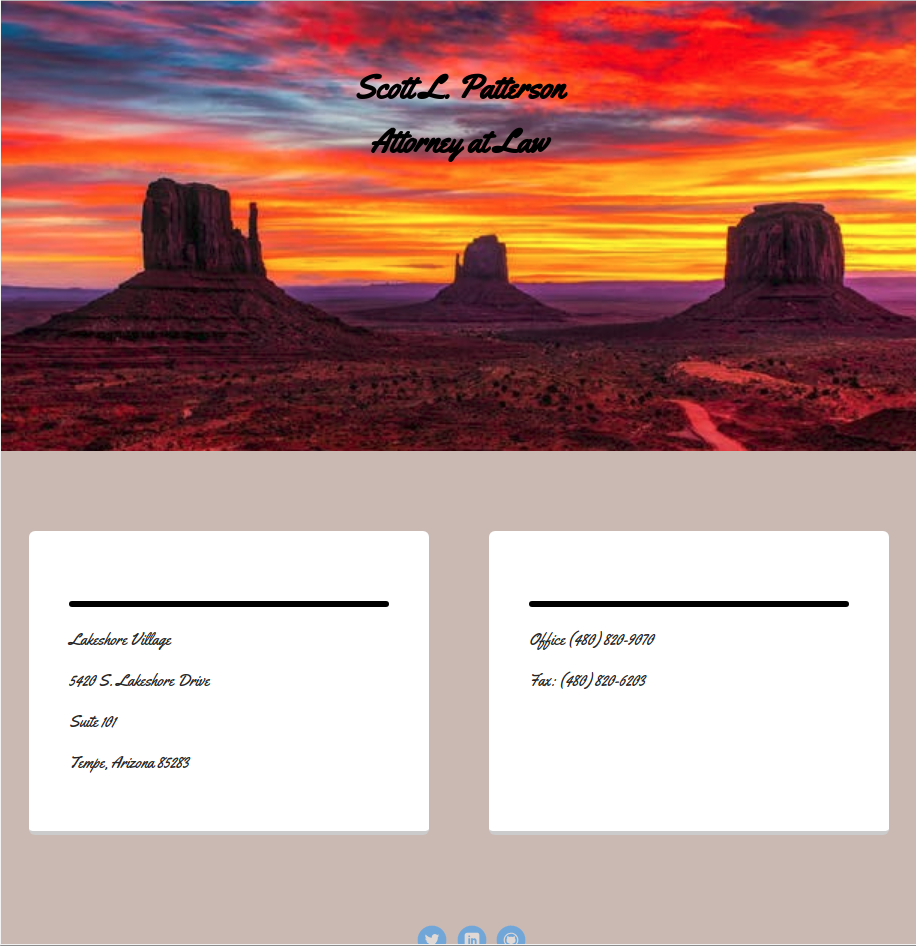 Scott L. Patterson
Attorney at Law
Lakeshore Village
5420 S. Lakeshore Drive
Suite 101
Tempe, Arizona 85283
Office (480) 820-9070
Fax: (480) 820-6203